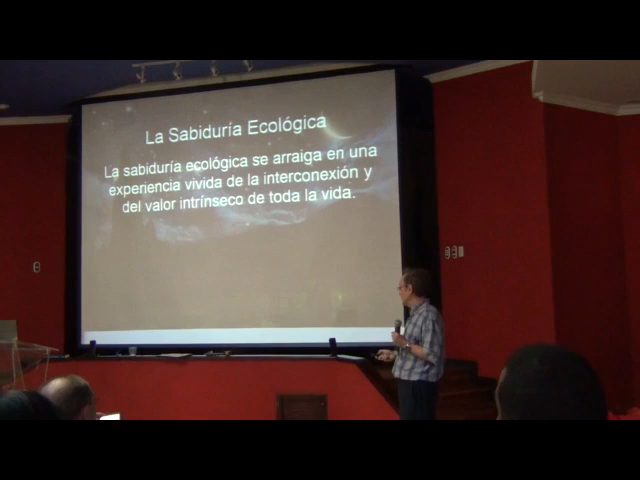 La Sabiduría Ecológica
La sabiduría ecológica se arraiga en una
experiencia vivida de la interconexión y
del valor intrínseco de toda la vida.